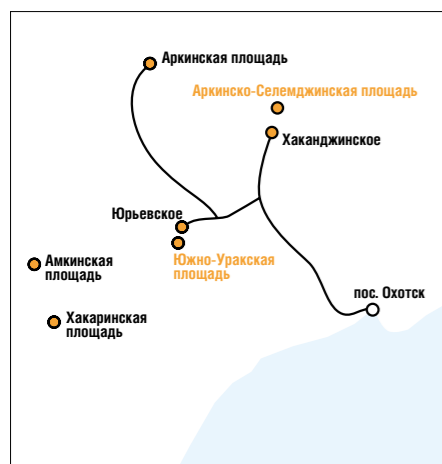 Аркинская площадь
Аркинско-Селемджинская площадь
Хаканджинское
Юрьевское
Южно-Уракская
площадь
Амкинская
площадь
пос. Охотск
Хакаринская
площадь